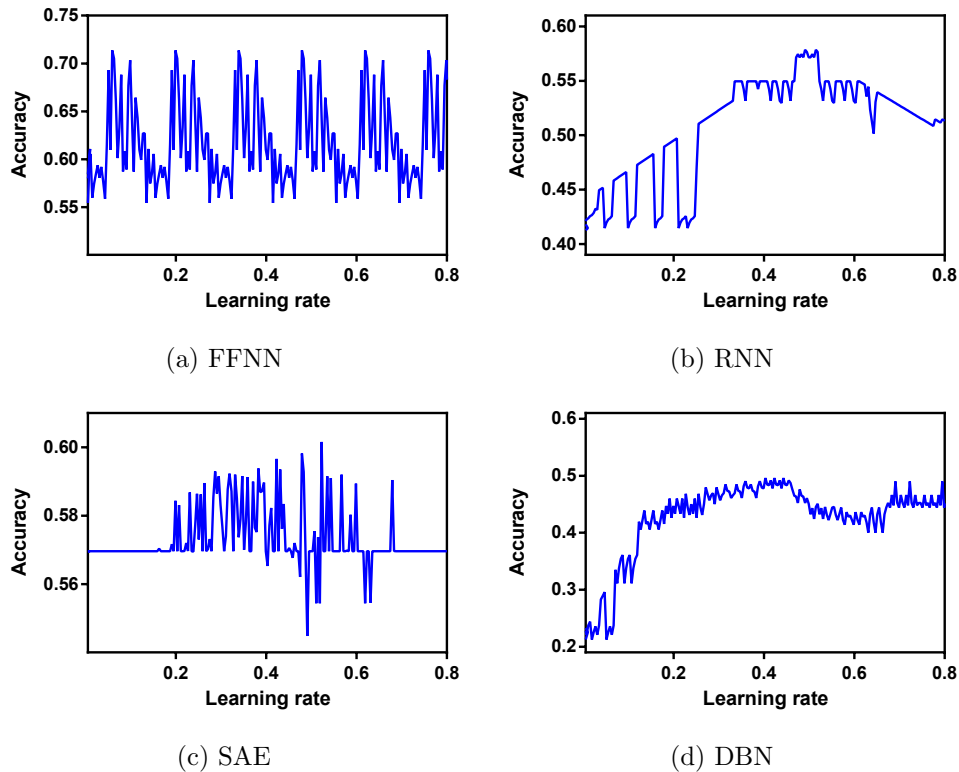 0.75
0.70
0.65
0.60
0.55
Accuracy
0.2 0.4 0.6 0.8
Learning rate
(a) FFNN
0.60
0.55
0.50
0.45
0.40
Accuracy
0.2 0.4 0.6 0.8
Learning rate
(b) RNN
0.60
0.58
0.56
Accuracy
0.2 0.4 0.6 0.8
Learning rate
(c) SAE
0.6
0.5
0.4
0.3
0.2
Accuracy
0.2 0.4 0.6 0.8
Learning rate
(d) DBN